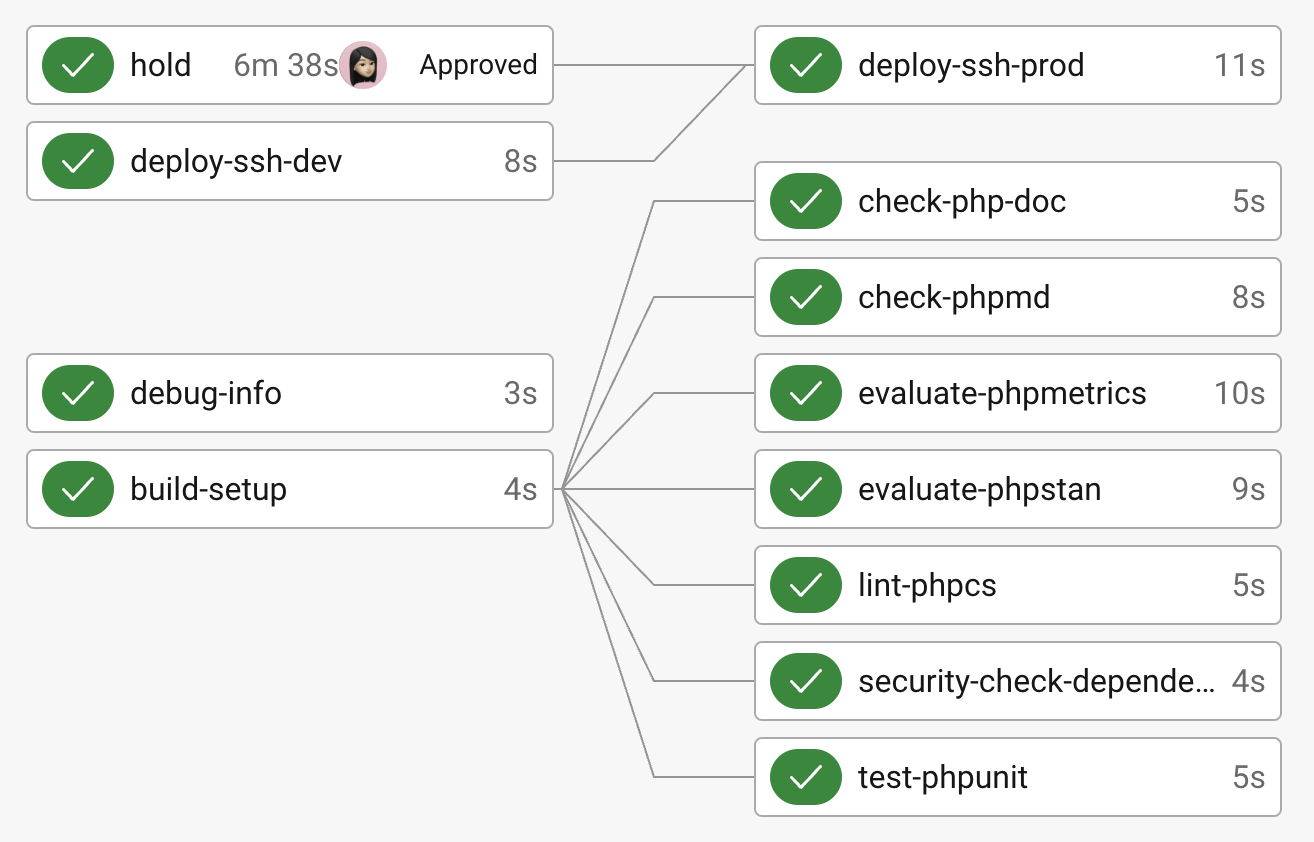 hold 6m 38s Approved
deploy-ssh-dev 8s
debug-info 3s
build-setup 4s
deploy-ssh-prod 11s
check-php-doc 5s
check-phpmd 8s
evaluate-phpmetrics 10s
evaluate-phpstan 9s
lint-phpcs 5s
security-check-depende... 4s
test-phpunit 5s